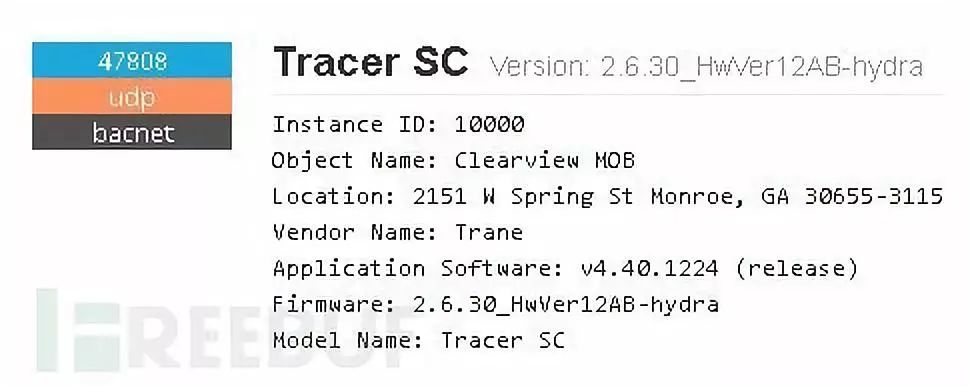 47808
udp
bacnet
Tracer SC Version: 2.6.30_HwVer12AB-hydra
Instance ID: 10000
Object Name: Clearview MOB
Location: 2151 W Spring St Monroe, GA 30655-3115
Vendor Name: Trane
Application Software: v4.40.1224 (release)
Firmware: 2.6.30_HwVer12AB-hydra
Model Name: Tracer SC
FREEBUF